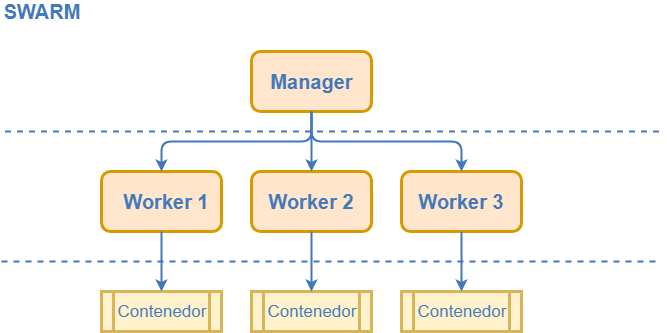 SWARM
Manager
Worker 1
Worker 2
Worker 3
Contenedor
Contenedor
Contenedor